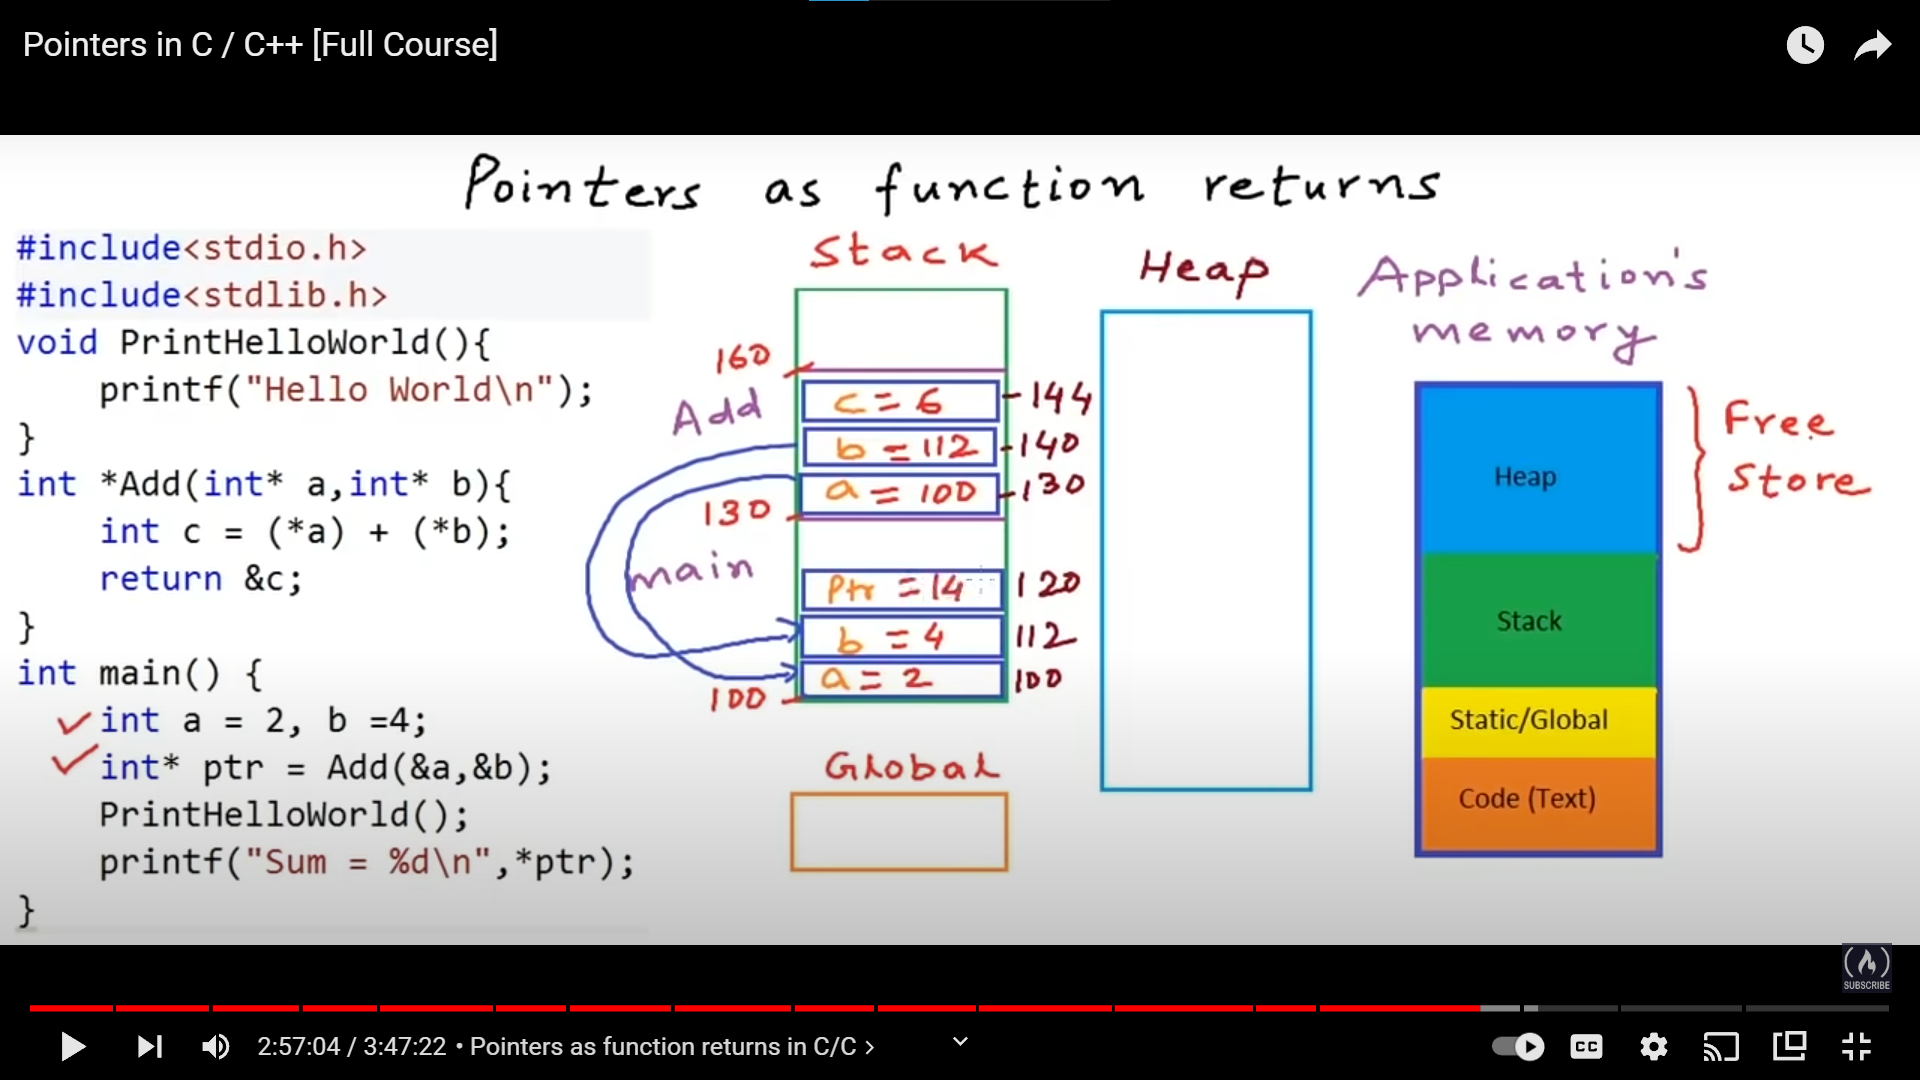 Pointers in C / C++ [Full Course]
Pointers as function returns
#include<stdio.h>
#include<stdlib.h>
void PrintHelloWorld(){
printf("Hello World\n");
}
int *Add(int* a,int* b){
int c = (*a) + (*b);
return &c;
}
int main() {
int a = 2, b =4;
int* ptr = Add(&a,&b);
PrintHelloWorld();
printf("Sum = %d\n",*ptr);
}
Stack
160
Add
c = 6 144
b = 112 140
a = 100 130
130
main
Ptr = 14 120
b = 4 112
a = 2 100
100
Global
Heap
Application's
memory
Heap
Stack
Static/Global
Code (Text)
Free
Store
SUBSCRIBE
2:57:04 / 3:47:22 • Pointers as function returns in C/C >
CC